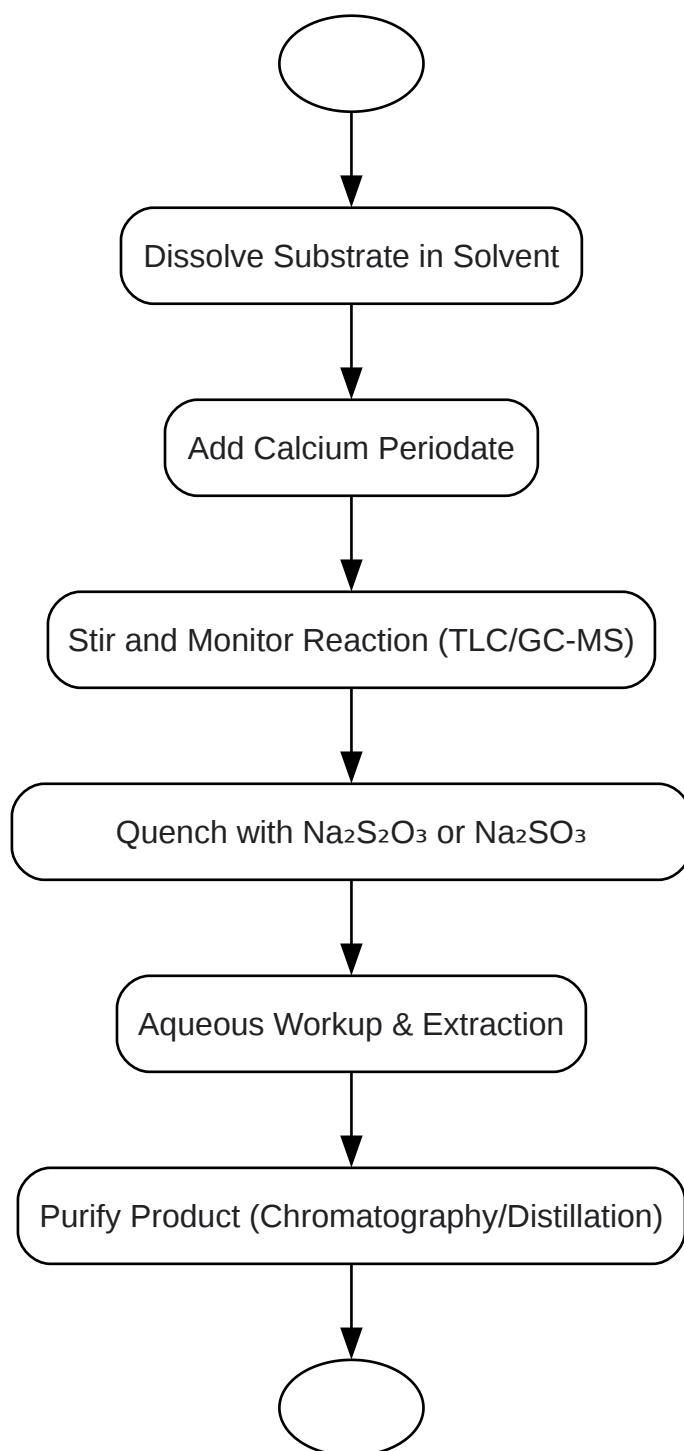 Dissolve Substrate in Solvent
Add Calcium Periodate
Stir and Monitor Reaction (TLC/GC-MS)
Quench with Na₂S₂O₃ or Na₂SO₃
Aqueous Workup & Extraction
Purify Product (Chromatography/Distillation)